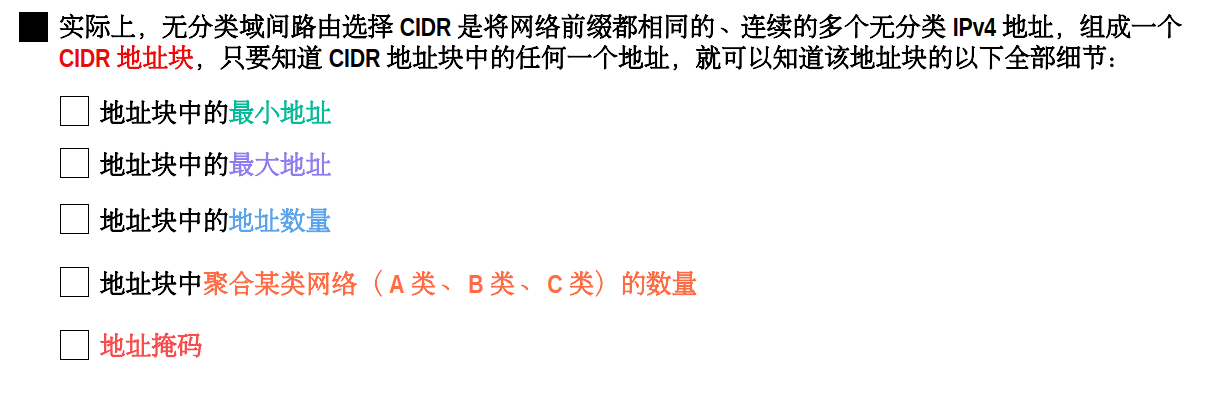 实际上，无分类域间路由选择 CIDR 是将网络前缀都相同的、连续的多个无分类 IPv4 地址，组成一个
CIDR 地址块，只要知道 CIDR 地址块中的任何一个地址，就可以知道该地址块的以下全部细节：
地址块中的最小地址
地址块中的最大地址
地址块中的地址数量
地址块中聚合某类网络（A 类、B 类、C 类）的数量
地址掩码